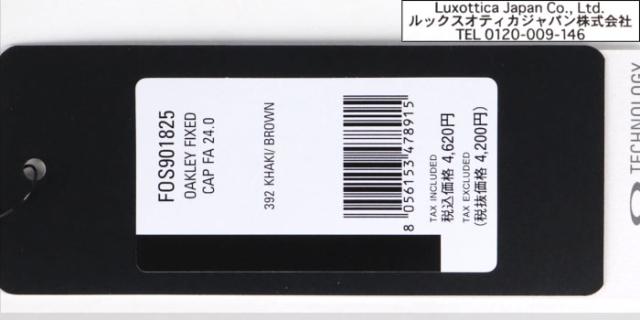 Luxottica Japan Co., Ltd.
ルックスオティカジャパン株式会社
TEL 0120-009-146
FOS901825
OAKLEY FIXED
CAP FA 24.0
392 KHAKI/ BROWN
8 056153 478915
TAX INCLUDED
税込価格 4,620円
TAX EXCLUDED
(税抜価格 4,200円)
TECHNOLOGY